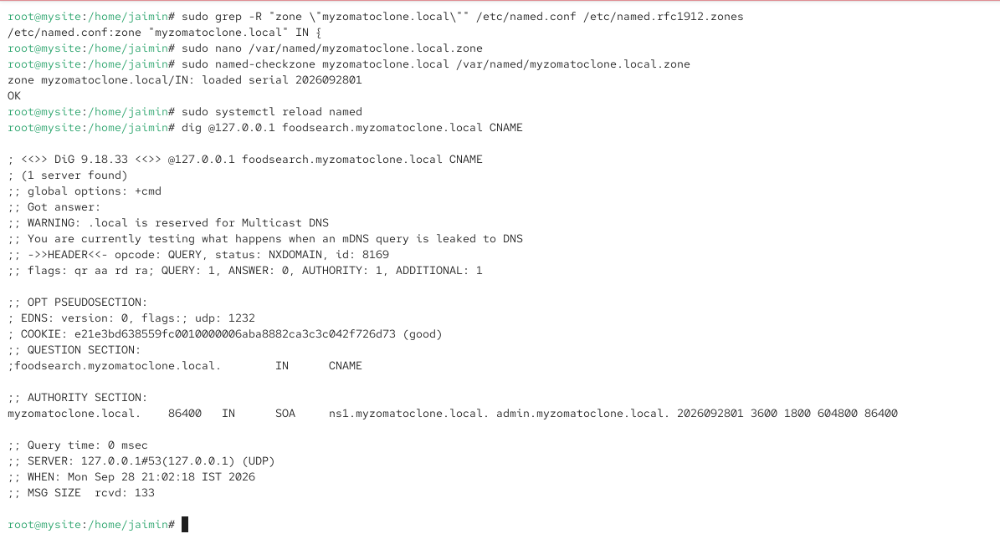 root@mysite:/home/jaimin# sudo grep -R "zone \"myzomatoclone.local\"" /etc/named.conf /etc/named.rfc1912.zones
/etc/named.conf:zone "myzomatoclone.local" IN {
root@mysite:/home/jaimin# sudo nano /var/named/myzomatoclone.local.zone
root@mysite:/home/jaimin# sudo named-checkzone myzomatoclone.local /var/named/myzomatoclone.local.zone
zone myzomatoclone.local/IN: loaded serial 2026092801
OK
root@mysite:/home/jaimin# sudo systemctl reload named
root@mysite:/home/jaimin# dig @127.0.0.1 foodsearch.myzomatoclone.local CNAME
; <<>> DiG 9.18.33 <<>> @127.0.0.1 foodsearch.myzomatoclone.local CNAME
; (1 server found)
;; global options: +cmd
;; Got answer:
;; WARNING: .local is reserved for Multicast DNS
;; You are currently testing what happens when an mDNS query is leaked to DNS
;; ->>HEADER<<- opcode: QUERY, status: NXDOMAIN, id: 8169
;; flags: qr aa rd ra; QUERY: 1, ANSWER: 0, AUTHORITY: 1, ADDITIONAL: 1
;; OPT PSEUDOSECTION:
; EDNS: version: 0, flags:; udp: 1232
; COOKIE: e21e3bd638559fc0010000006aba8882ca3c3c042f726d73 (good)
;; QUESTION SECTION:
;foodsearch.myzomatoclone.local.        IN      CNAME
;; AUTHORITY SECTION:
myzomatoclone.local.    86400   IN      SOA     ns1.myzomatoclone.local. admin.myzomatoclone.local. 2026092801 3600 1800 604800 86400
;; Query time: 0 msec
;; SERVER: 127.0.0.1#53(127.0.0.1) (UDP)
;; WHEN: Mon Sep 28 21:02:18 IST 2026
;; MSG SIZE  rcvd: 133
root@mysite:/home/jaimin#